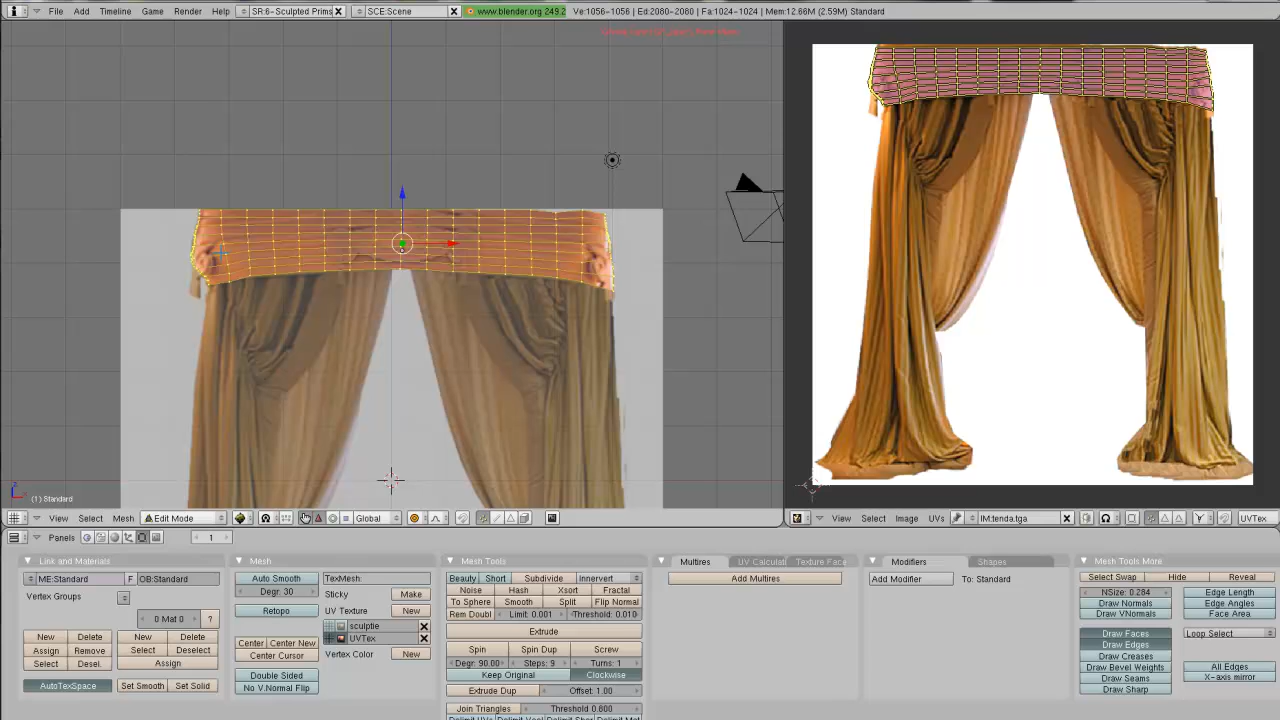 File Add Timeline Game Render Help SR:6-Sculpted Prims SCE:Scene www.blender.org 249.2 Ve:1056-1056 | Ed:2080-2080 | Fa:1024-1024 | Mem:12.66M (2.59M) Standard
(1) Standard
View Select Mesh Edit Mode Global View Select Image UVs IM:tenda.tga UVTex
Panels 1
Link and Materials Mesh Mesh Tools Multires UV Calculati Texture Face Modifiers Shapes Mesh Tools More
ME:Standard F OB:Standard Auto Smooth TexMesh: Beauty Short Subdivide Innervert Add Multires Add Modifier To: Standard Select Swap Hide Reveal
Vertex Groups Degr: 30 Sticky Make Noise Hash Xsort Fractal NSize: 0.284 Edge Length
To Sphere Smooth Split Flip Normal Draw Normals Edge Angles
0 Mat 0 ? Retopo UV Texture New Rem Doubl Limit: 0.001 Threshold: 0.010 Draw VNormals Face Area
sculptie Extrude Draw Faces Loop Select
New Delete New Delete Center Center New UVTex Spin Spin Dup Screw Draw Edges
Assign Remove Select Deselect Center Cursor Vertex Color New Degr: 90.00 Steps: 9 Turns: 1 Draw Creases
Select Desel. Assign Double Sided Keep Original Clockwise Draw Bevel Weights All Edges
AutoTexSpace Set Smooth Set Solid No V.Normal Flip Extrude Dup Offset: 1.00 Draw Seams X-axis mirror
Join Triangles Threshold 0.800 Draw Sharp